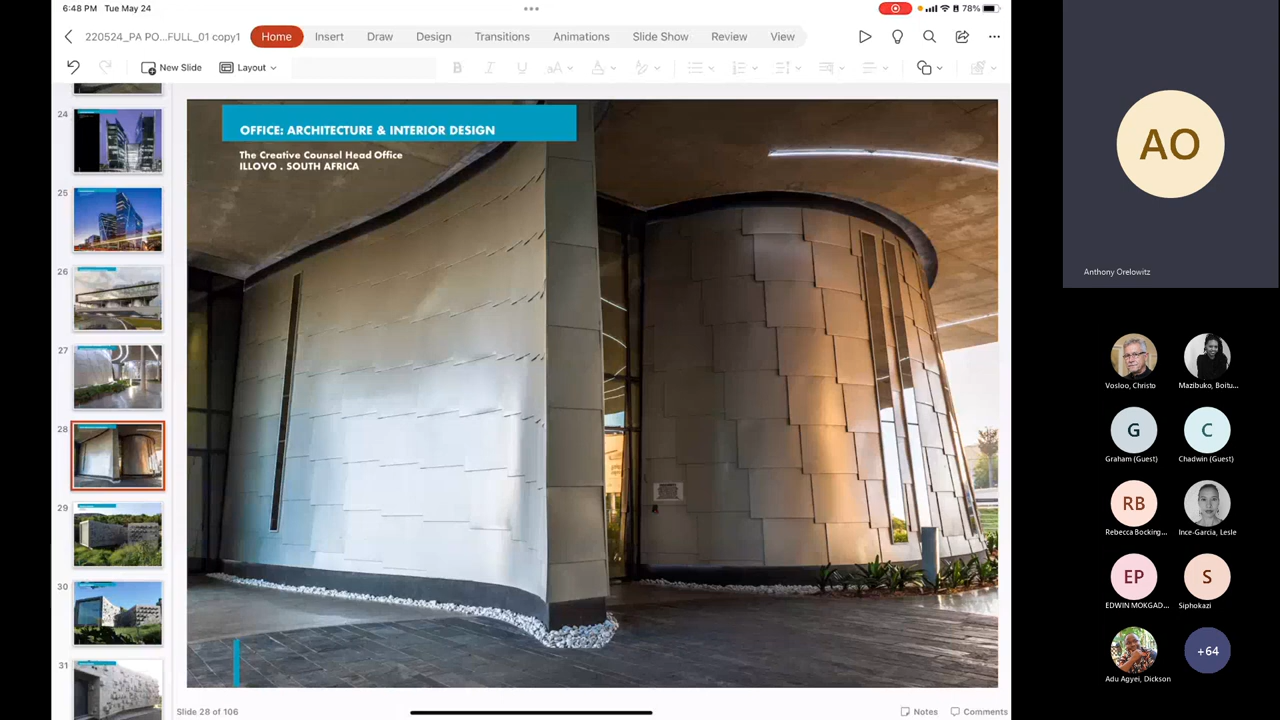 6:48 PM Tue May 24
78%
220524_PA PO...FULL_01 copy1
Home
Insert
Draw
Design
Transitions
Animations
Slide Show
Review
View
New Slide
Layout
24
25
26
27
28
29
30
31
OFFICE: ARCHITECTURE & INTERIOR DESIGN
The Creative Counsel Head Office
ILLOVO . SOUTH AFRICA
Slide 28 of 106
Notes
Comments
AO
Anthony Orelowitz
Vosloo, Christo
Mazibuko, Boitu...
G
C
Graham (Guest)
Chadwin (Guest)
RB
Rebecca Bocking...
Ince-Garcia, Lesle
EP
S
EDWIN MOKGAD...
Siphokazi
+64
Adu Agyei, Dickson